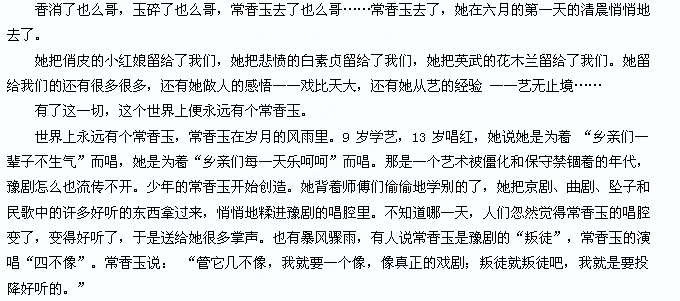 香消了也么哥，玉碎了也么哥，常香玉去了也么哥……常香玉去了，她在六月的第一天的清晨悄悄地
去了。
她把俏皮的小红娘留给了我们，她把悲愤的白素贞留给我们，她把英武的花木兰留给了我们。她留
给我们的还有很多很多，还有她做人的感悟——戏比天大，还有她从艺的经验 ——艺无止境……
有了这一切，这个世界上便永远有个常香玉。
世界上永远有个常香玉，常香玉在岁月的风雨里。9 岁学艺，13 岁唱红，她说她是为着 “乡亲们一
辈子不生气”而唱，她是为着“乡亲们每一天乐呵呵”而唱。那是一个艺术被僵化和保守禁锢着的年代，
豫剧怎么也流传不开。少年的常香玉开始创造。她背着师傅们偷偷地学别的了，她把京剧、曲剧、坠子和
民歌中的许多好听的东西拿过来，悄悄地糅进豫剧的唱腔里。不知道哪一天，人们忽然觉得常香玉的唱腔
变了，变得好听了，于是送给她很多掌声。也有暴风骤雨，有人说常香玉是豫剧的“叛徒”，常香玉的演
唱“四不像”。常香玉说： “管它几不像，我就要一个像，像真正的戏剧；叛徒就叛徒吧，我就是要投
降好听的。”